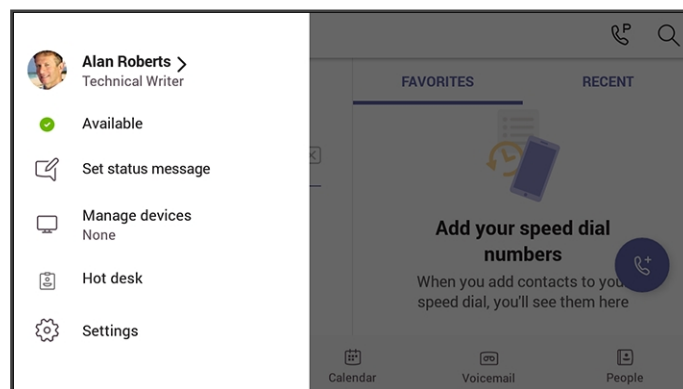 Alan Roberts
Technical Writer
Available
Set status message
Manage devices
None
Hot desk
Settings
P
FAVORITES
RECENT
Add your speed dial
numbers
When you add contacts to you
speed dial, you'll see them here
Calendar
Voicemail
People